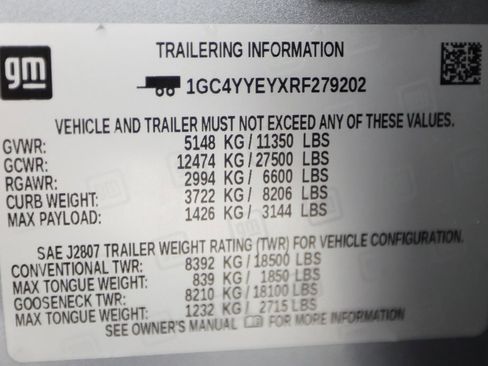 gm
TRAILERING INFORMATION
1GC4YYEYXRF279202
VEHICLE AND TRAILER MUST NOT EXCEED ANY OF THESE VALUES.
GVWR: 5148 KG / 11350 LBS
GCWR: 12474 KG / 27500 LBS
RGAWR: 2994 KG / 6600 LBS
CURB WEIGHT: 3722 KG / 8206 LBS
MAX PAYLOAD: 1426 KG / 3144 LBS
SAE J2807 TRAILER WEIGHT RATING (TWR) FOR VEHICLE CONFIGURATION.
CONVENTIONAL TWR: 8392 KG / 18500 LBS
MAX TONGUE WEIGHT: 839 KG / 1850 LBS
GOOSENECK TWR: 8210 KG / 18100 LBS
MAX TONGUE WEIGHT: 1232 KG / 2715 LBS
SEE OWNER'S MANUAL FOR MORE INFORMATION